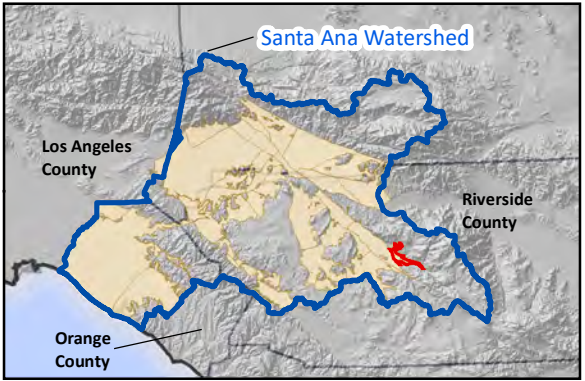 Santa Ana Watershed
Los Angeles
County
Riverside
County
Orange
County